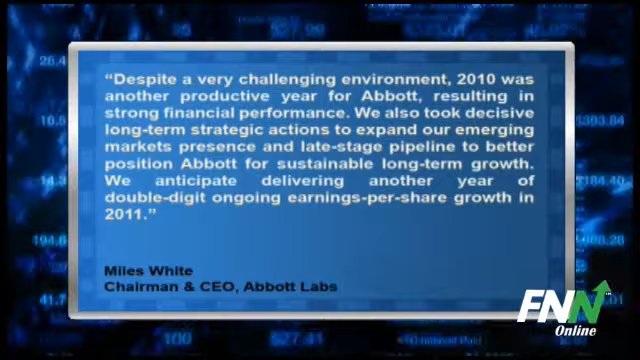 “Despite a very challenging environment, 2010 was
another productive year for Abbott, resulting in
strong financial performance. We also took decisive
long-term strategic actions to expand our emerging
markets presence and late-stage pipeline to better
position Abbott for sustainable long-term growth.
We anticipate delivering another year of
double-digit ongoing earnings-per-share growth in
2011.”
Miles White
Chairman & CEO, Abbott Labs
FNN
Online
100